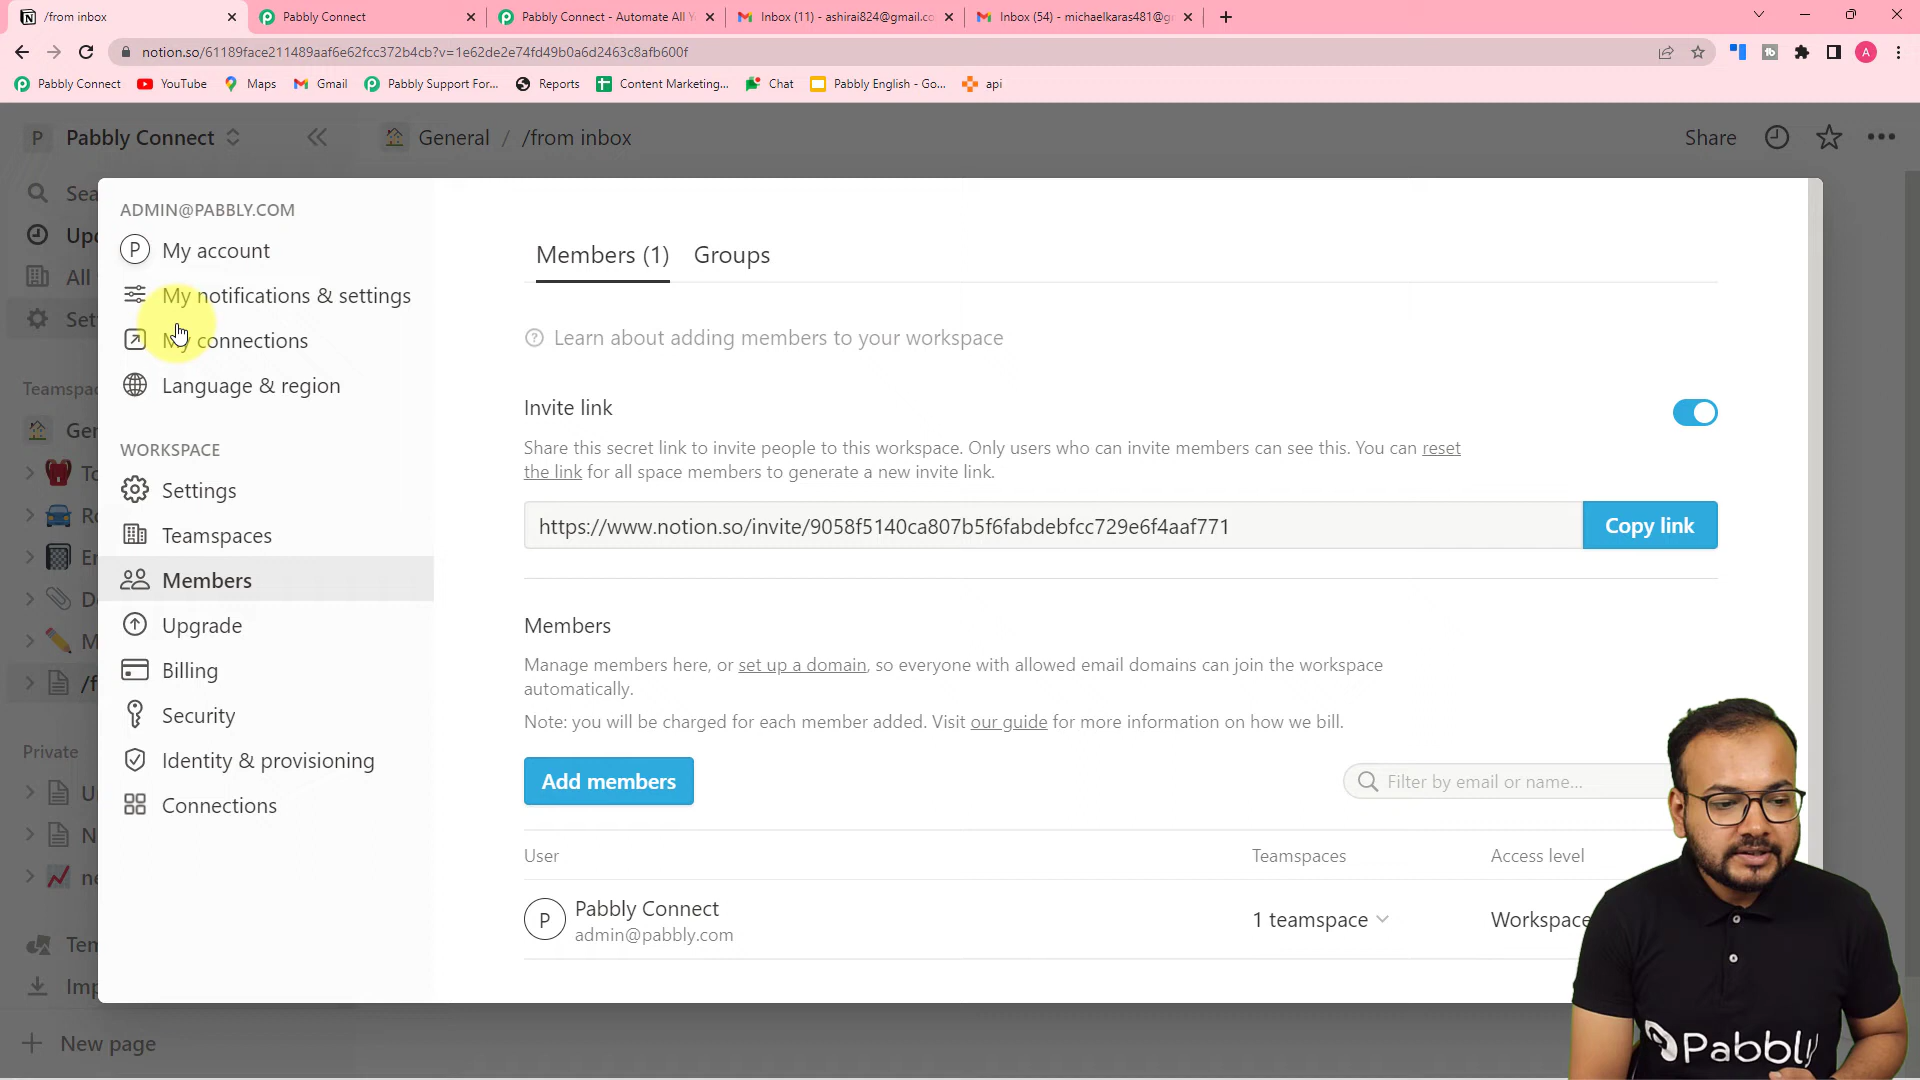 /from inbox
Pabbly Connect
Pabbly Connect - Automate All Y
Inbox (11) - ashirai824@gmail.co
Inbox (54) - michaelkaras481@g
notion.so/61189face211489aaf6e62fcc372b4cb?v=1e62de2e74fd49b0a6d2463c8afb600f
A
Pabbly Connect
YouTube
Maps
Gmail
Pabbly Support For...
Reports
Content Marketing...
Chat
Pabbly English - Go...
api
P Pabbly Connect
General / /from inbox
Share
Sea
Upd
All
Set
Teamspac
Ger
To
Ro
En
De
M
/f
Private
U
N
ne
Tem
Imp
New page
ADMIN@PABBLY.COM
P My account
My notifications & settings
My connections
Language & region
WORKSPACE
Settings
Teamspaces
Members
Upgrade
Billing
Security
Identity & provisioning
Connections
Members (1)
Groups
Learn about adding members to your workspace
Invite link
Share this secret link to invite people to this workspace. Only users who can invite members can see this. You can reset
the link for all space members to generate a new invite link.
https://www.notion.so/invite/9058f5140ca807b5f6fabdebfcc729e6f4aaf771
Copy link
Members
Manage members here, or set up a domain, so everyone with allowed email domains can join the workspace
automatically.
Note: you will be charged for each member added. Visit our guide for more information on how we bill.
Add members
Filter by email or name...
User
Teamspaces
Access level
P
Pabbly Connect
admin@pabbly.com
1 teamspace
Workspace
Pabbly